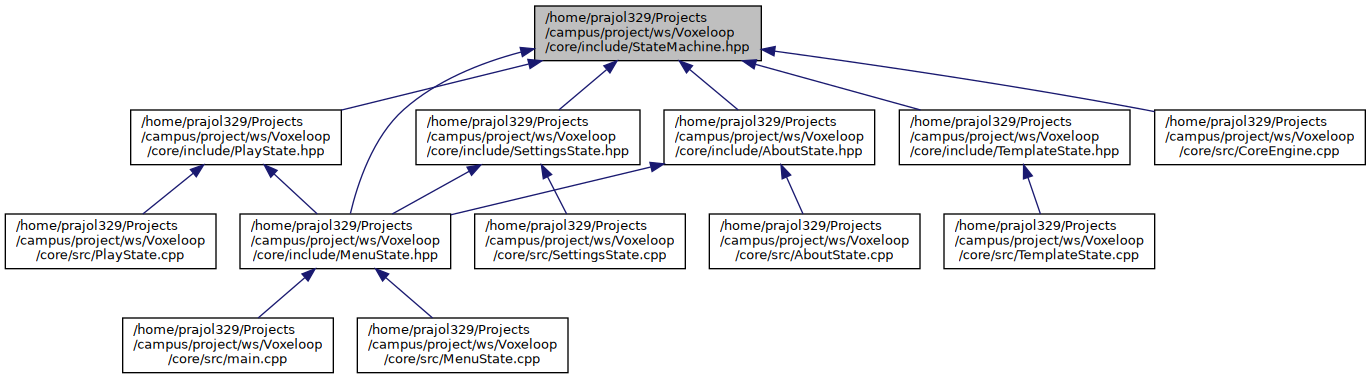 /home/prajol329/Projects
/campus/project/ws/Voxeloop
/core/include/StateMachine.hpp
/home/prajol329/Projects
/campus/project/ws/Voxeloop
/core/include/PlayState.hpp
/home/prajol329/Projects
/campus/project/ws/Voxeloop
/core/include/SettingsState.hpp
/home/prajol329/Projects
/campus/project/ws/Voxeloop
/core/include/AboutState.hpp
/home/prajol329/Projects
/campus/project/ws/Voxeloop
/core/include/TemplateState.hpp
/home/prajol329/Projects
/campus/project/ws/Voxeloop
/core/src/CoreEngine.cpp
/home/prajol329/Projects
/campus/project/ws/Voxeloop
/core/src/PlayState.cpp
/home/prajol329/Projects
/campus/project/ws/Voxeloop
/core/include/MenuState.hpp
/home/prajol329/Projects
/campus/project/ws/Voxeloop
/core/src/SettingsState.cpp
/home/prajol329/Projects
/campus/project/ws/Voxeloop
/core/src/AboutState.cpp
/home/prajol329/Projects
/campus/project/ws/Voxeloop
/core/src/TemplateState.cpp
/home/prajol329/Projects
/campus/project/ws/Voxeloop
/core/src/main.cpp
/home/prajol329/Projects
/campus/project/ws/Voxeloop
/core/src/MenuState.cpp